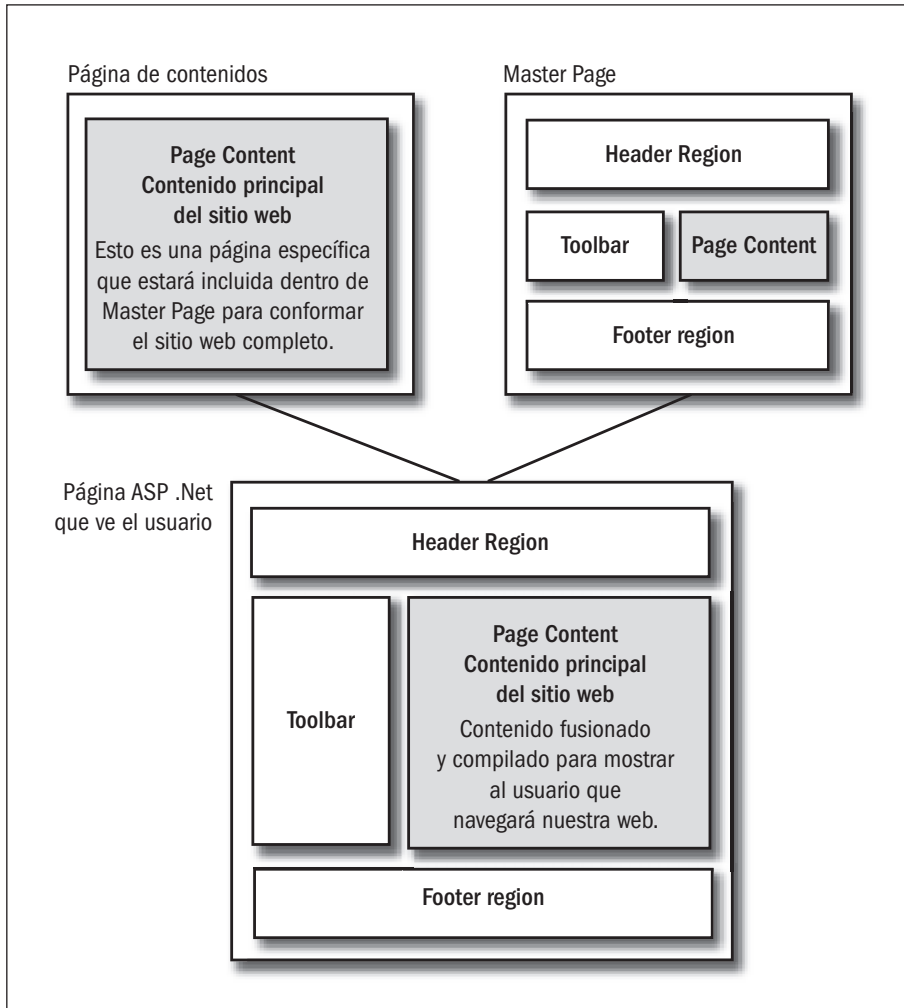 Página de contenidos
Page Content
Contenido principal
del sitio web
Esto es una página específica
que estará incluida dentro de
Master Page para conformar
el sitio web completo.
Master Page
Header Region
Toolbar
Page Content
Footer region
Página ASP .Net
que ve el usuario
Header Region
Toolbar
Page Content
Contenido principal
del sitio web
Contenido fusionado
y compilado para mostrar
al usuario que
navegará nuestra web.
Footer region